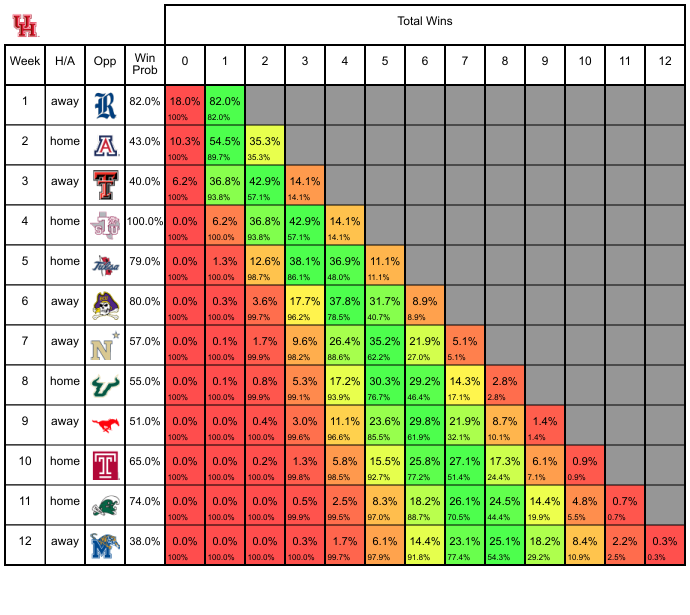 UH
Total Wins
Week H/A Opp Win Prob 0 1 2 3 4 5 6 7 8 9 10 11 12
1 away R 82.0% 18.0% 82.0%
100% 82.0%
2 home A 43.0% 10.3% 54.5% 35.3%
100% 89.7% 35.3%
3 away T 40.0% 6.2% 36.8% 42.9% 14.1%
100% 93.8% 57.1% 14.1%
4 home 100.0% 0.0% 6.2% 36.8% 42.9% 14.1%
100% 100.0% 93.8% 57.1% 14.1%
5 home Tulsa 79.0% 0.0% 1.3% 12.6% 38.1% 36.9% 11.1%
100% 100.0% 98.7% 86.1% 48.0% 11.1%
6 away 80.0% 0.0% 0.3% 3.6% 17.7% 37.8% 31.7% 8.9%
100% 100.0% 99.7% 96.2% 78.5% 40.7% 8.9%
7 away N 57.0% 0.0% 0.1% 1.7% 9.6% 26.4% 35.2% 21.9% 5.1%
100% 100.0% 99.9% 98.2% 88.6% 62.2% 27.0% 5.1%
8 home 55.0% 0.0% 0.1% 0.8% 5.3% 17.2% 30.3% 29.2% 14.3% 2.8%
100% 100.0% 99.9% 99.1% 93.9% 76.7% 46.4% 17.1% 2.8%
9 away 51.0% 0.0% 0.0% 0.4% 3.0% 11.1% 23.6% 29.8% 21.9% 8.7% 1.4%
100% 100.0% 100.0% 99.6% 96.6% 85.5% 61.9% 32.1% 10.1% 1.4%
10 home T 65.0% 0.0% 0.0% 0.2% 1.3% 5.8% 15.5% 25.8% 27.1% 17.3% 6.1% 0.9%
100% 100.0% 100.0% 99.8% 98.5% 92.7% 77.2% 51.4% 24.4% 7.1% 0.9%
11 home 74.0% 0.0% 0.0% 0.0% 0.5% 2.5% 8.3% 18.2% 26.1% 24.5% 14.4% 4.8% 0.7%
100% 100.0% 100.0% 99.9% 99.5% 97.0% 88.7% 70.5% 44.4% 19.9% 5.5% 0.7%
12 away M 38.0% 0.0% 0.0% 0.0% 0.3% 1.7% 6.1% 14.4% 23.1% 25.1% 18.2% 8.4% 2.2% 0.3%
100% 100.0% 100.0% 100.0% 99.7% 97.9% 91.8% 77.4% 54.3% 29.2% 10.9% 2.5% 0.3%